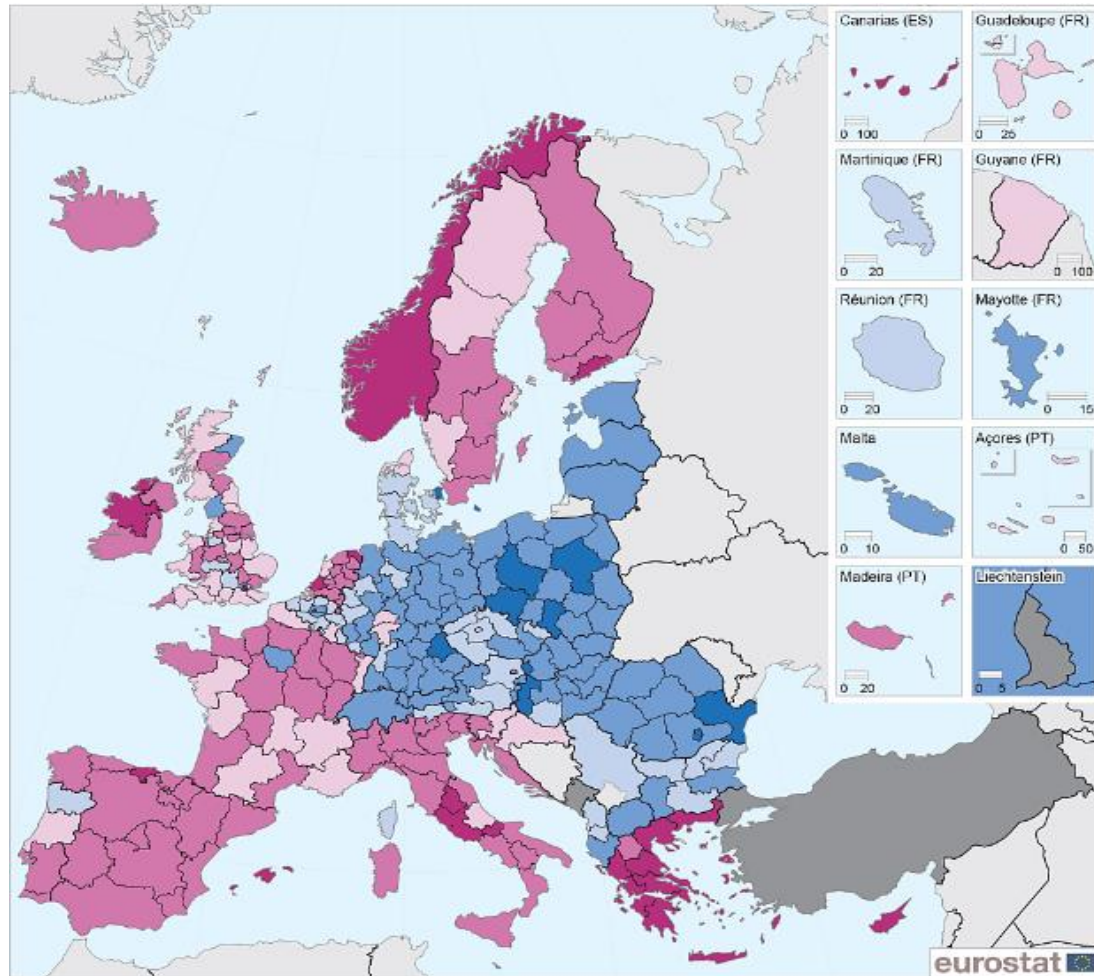 Canarias (ES)
0 100
Guadeloupe (FR)
0 25
Martinique (FR)
0 20
Guyane (FR)
0 100
Réunion (FR)
0 20
Mayotte (FR)
0 15
Malta
0 10
Açores (PT)
0 50
Madeira (PT)
0 20
Liechtenstein
0 5
eurostat